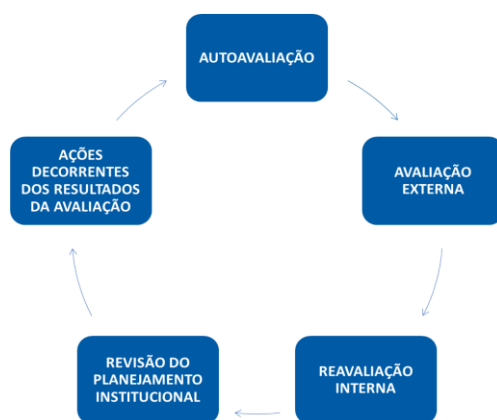 AUTOAVALIAÇÃO
AVALIAÇÃO
EXTERNA
REAVALIAÇÃO
INTERNA
REVISÃO DO
PLANEJAMENTO
INSTITUCIONAL
AÇÕES
DECORRENTES
DOS RESULTADOS
DA AVALIAÇÃO